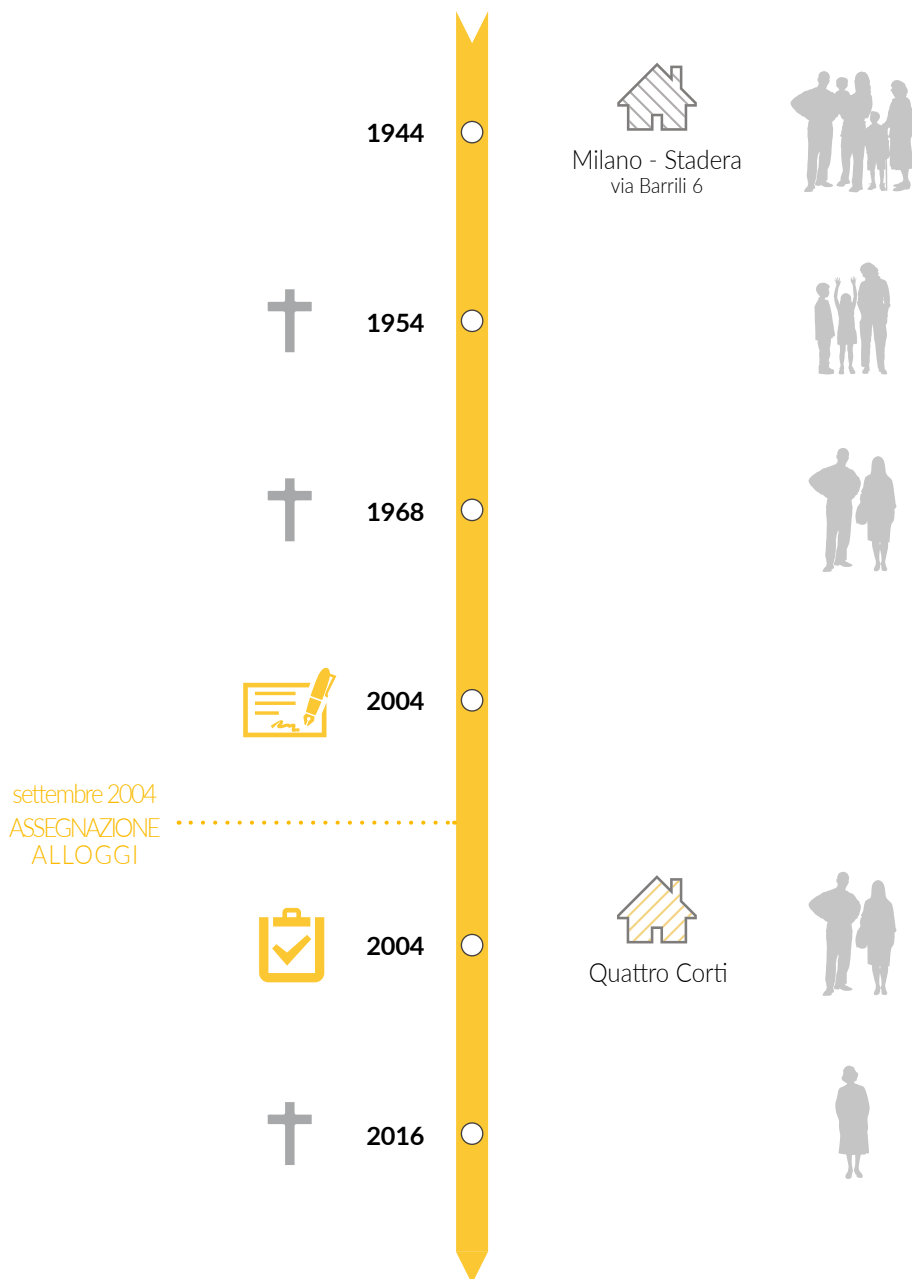 1944
Milano - Stadera
via Barrili 6
1954
1968
2004
settembre 2004
ASSEGNAZIONE
ALLOGGI
2004
Quattro Corti
2016